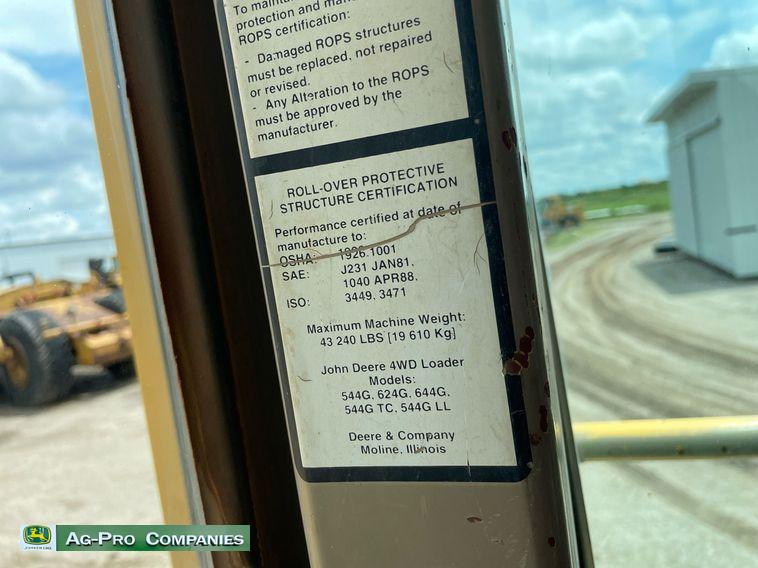 To maintain
protection and man
ROPS certification:
- Damaged ROPS structures
must be replaced, not repaired
or revised.
- Any Alteration to the ROPS
must be approved by the
manufacturer.
ROLL-OVER PROTECTIVE
STRUCTURE CERTIFICATION
Performance certified at date of
manufacture to:
OSHA: 1926.1001
SAE: J231 JAN81,
1040 APR88.
ISO: 3449, 3471
Maximum Machine Weight:
43 240 LBS [19 610 Kg]
John Deere 4WD Loader
Models:
544G, 624G, 644G,
544G TC, 544G LL
Deere & Company
Moline, Illinois
JOHN DEERE
AG-PRO COMPANIES